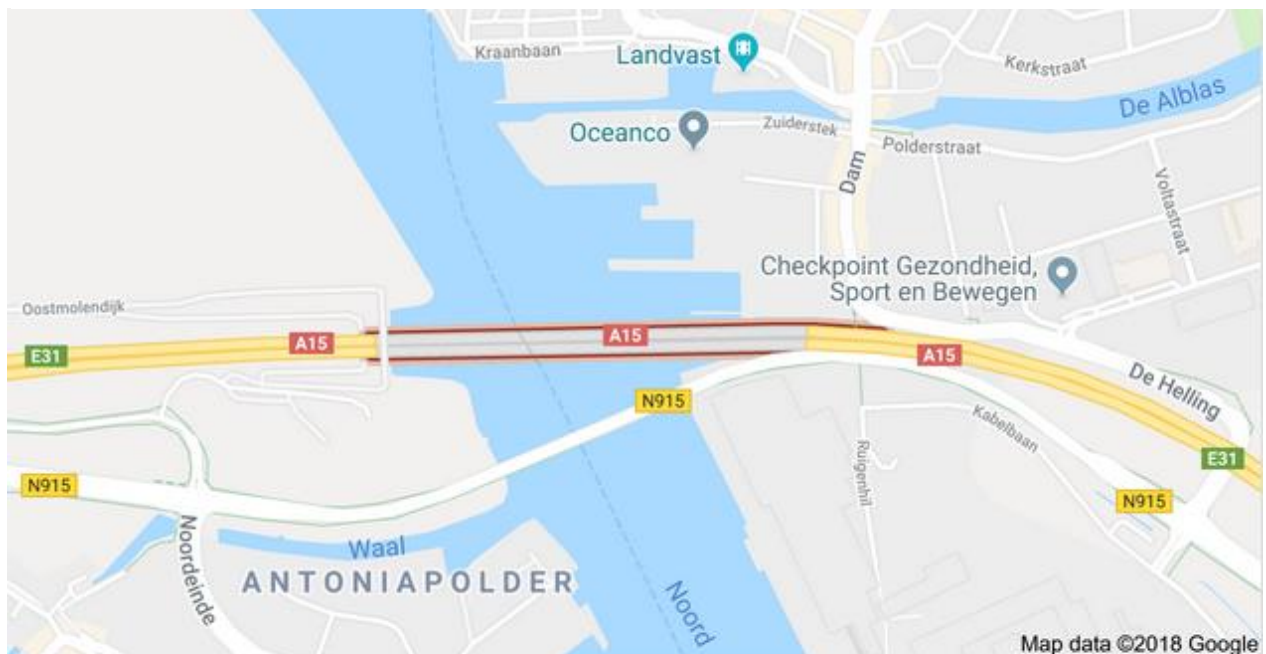 Kraanbaan
Landvast
Kerkstraat
De Alblas
Oceanco
Zuiderstek
Polderstraat
Dam
Voltastraat
Checkpoint Gezondheid,
Sport en Bewegen
Oostmolendijk
A15
A15
E31
A15
De Helling
N915
Kabelbaan
Ruigenhil
E31
N915
N915
Noordeinde
Waal
ANTONIAPOLDER
Noord
Map data ©2018 Google